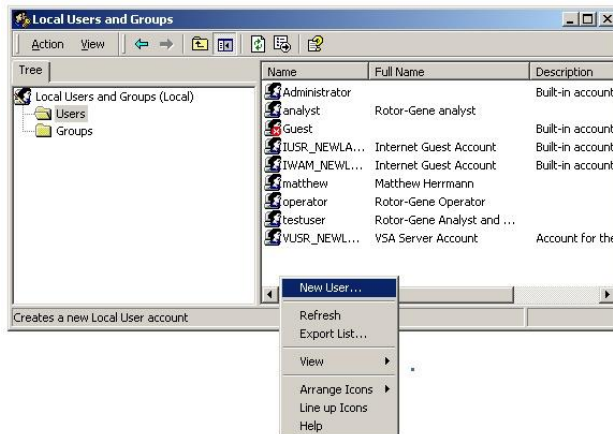 Local Users and Groups
Action View
Tree
Name Full Name Description
Local Users and Groups (Local)
Users
Groups
Administrator Built-in account
analyst Rotor-Gene analyst
Guest Built-in account
IUSR_NEWLA... Internet Guest Account Built-in account
IWAM_NEWL... Internet Guest Account Built-in account
matthew Matthew Herrmann
operator Rotor-Gene Operator
testuser Rotor-Gene Analyst and ...
VUSR_NEWL... VSA Server Account Account for the
Creates a new Local User account
New User...
Refresh
Export List...
View
Arrange Icons
Line up Icons
Help